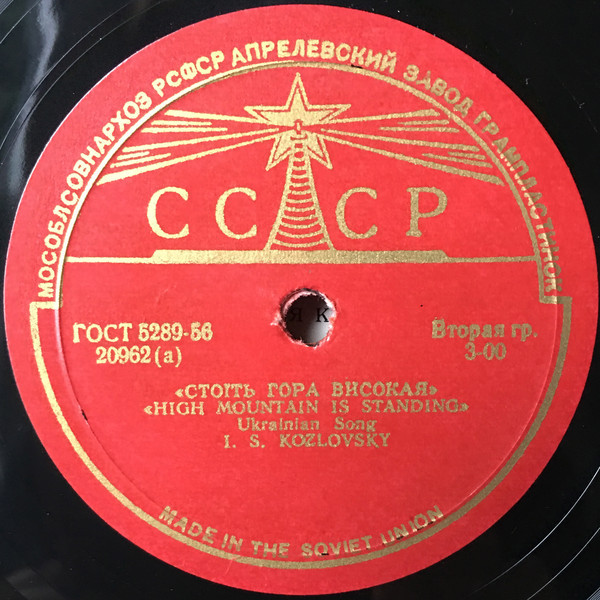 МОСОБЛСОВНАРХОЗ РСФСР АПРЕЛЕВСКИЙ ЗАВОД ГРАМПЛАСТИНОК
СССР
ГОСТ 5289-56
20962 (а)
Вторая гр.
3-00
«СТОІТЬ ГОРА ВИСОКАЯ»
«HIGH MOUNTAIN IS STANDING»
Ukrainian Song
I. S. KOZLOVSKY
MADE IN THE SOVIET UNION